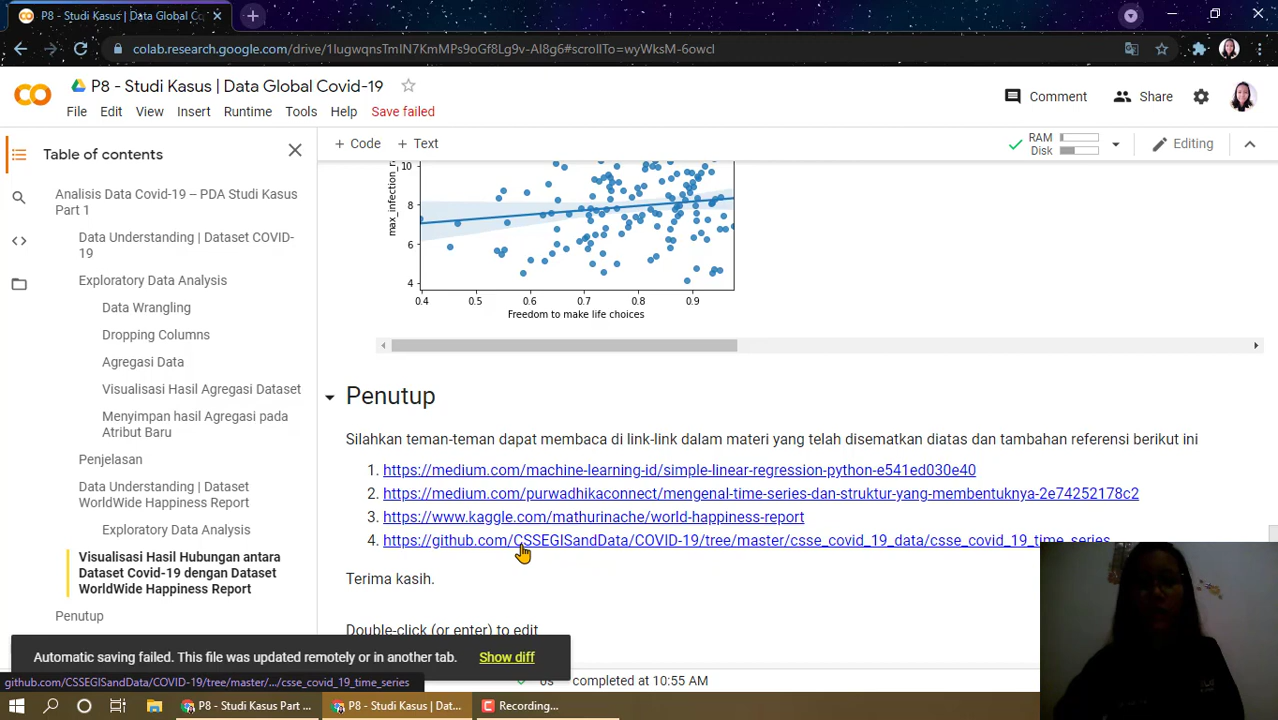 P8 - Studi Kasus | Data Global Co
colab.research.google.com/drive/1lugwqnsTmIN7KmMPs9oGf8Lg9v-AI8g6#scrollTo=wyWksM-6owcl
P8 - Studi Kasus | Data Global Covid-19
File Edit View Insert Runtime Tools Help Save failed
Comment Share
Table of contents
+ Code + Text
RAM
Disk
Editing
Analisis Data Covid-19 – PDA Studi Kasus
Part 1
Data Understanding | Dataset COVID-
19
Exploratory Data Analysis
Data Wrangling
Dropping Columns
Agregasi Data
Visualisasi Hasil Agregasi Dataset
Menyimpan hasil Agregasi pada
Atribut Baru
Penjelasan
Data Understanding | Dataset
WorldWide Happiness Report
Exploratory Data Analysis
Visualisasi Hasil Hubungan antara
Dataset Covid-19 dengan Dataset
WorldWide Happiness Report
Penutup
max_infection_r
10
8
6
4
0.4 0.5 0.6 0.7 0.8 0.9
Freedom to make life choices
Penutup
Silahkan teman-teman dapat membaca di link-link dalam materi yang telah disematkan diatas dan tambahan referensi berikut ini
1. https://medium.com/machine-learning-id/simple-linear-regression-python-e541ed030e40
2. https://medium.com/purwadhikaconnect/mengenal-time-series-dan-struktur-yang-membentuknya-2e74252178c2
3. https://www.kaggle.com/mathurinache/world-happiness-report
4. https://github.com/CSSEGISandData/COVID-19/tree/master/csse_covid_19_data/csse_covid_19_time_series
Terima kasih.
Double-click (or enter) to edit
Automatic saving failed. This file was updated remotely or in another tab. Show diff
github.com/CSSEGISandData/COVID-19/tree/master/.../csse_covid_19_time_series
0s completed at 10:55 AM
P8 - Studi Kasus Part ...
P8 - Studi Kasus | Dat...
Recording...